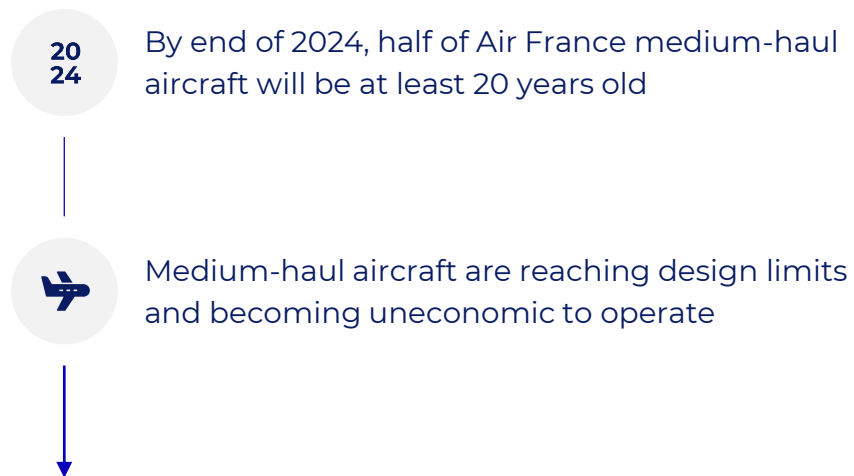 20
24
By end of 2024, half of Air France medium-haul
aircraft will be at least 20 years old
Medium-haul aircraft are reaching design limits
and becoming uneconomic to operate